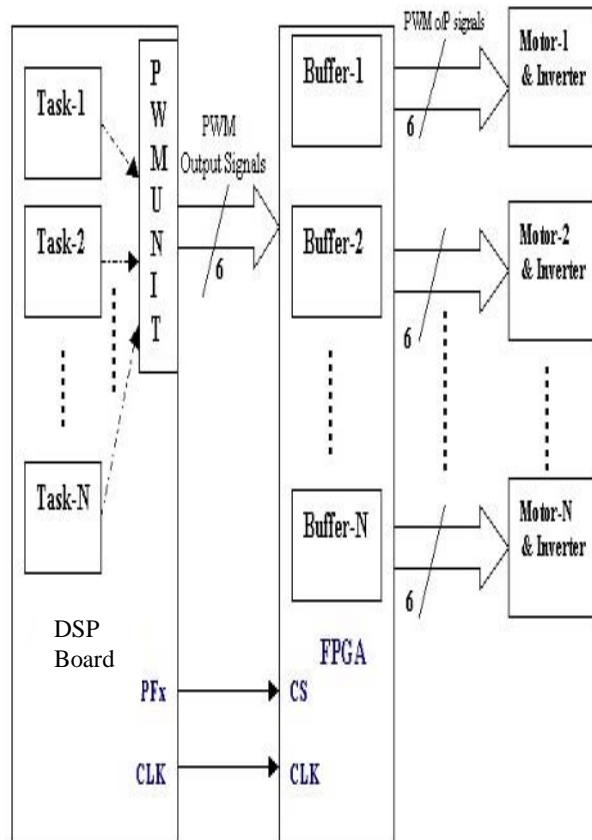 Task-1
Task-2
Task-N
P
W
M
U
N
I
T
PWM
Output Signals
6
DSP
Board
PFx
CLK
Buffer-1
Buffer-2
Buffer-N
FPGA
CS
CLK
PWM o/P signals
6
6
6
Motor-1
& Inverter
Motor-2
& Inverter
Motor-N
& Inverter